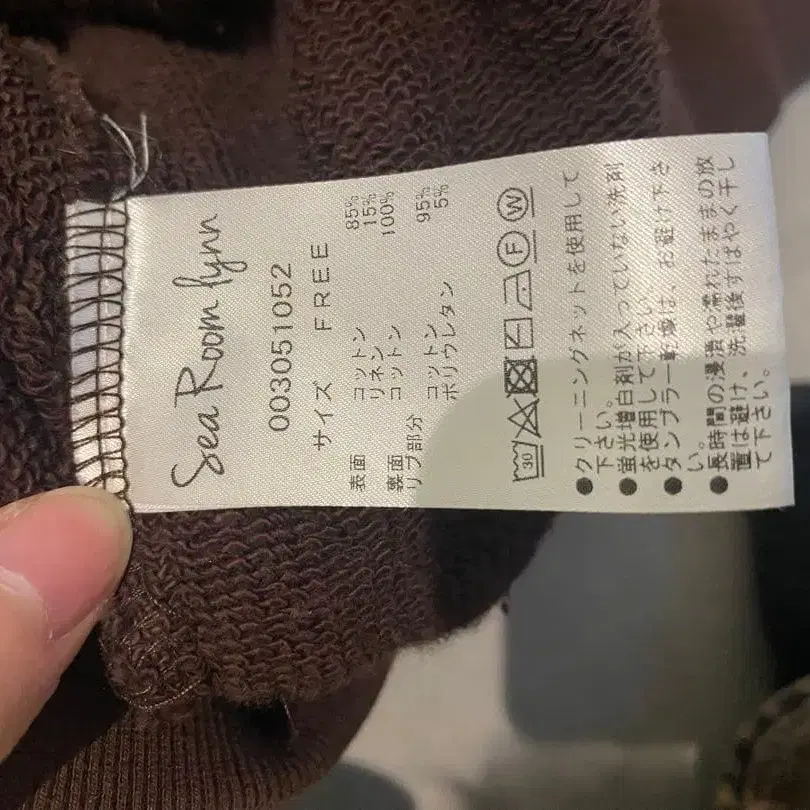 Sea Room lynn
003051052
サイズ FREE
表面 コットン 85%
リネン 15%
裏面 コットン 100%
リブ部分 コットン 95%
ポリウレタン 5%
30 F W
●クリーニングネットを使用して
下さい。
●蛍光増白剤が入っていない洗剤
を使用して下さい。
●タンブラー乾燥は、お避け下さ
い。
●長時間の浸漬や濡れたままの放
置は避け、洗濯後すばやく干し
て下さい。